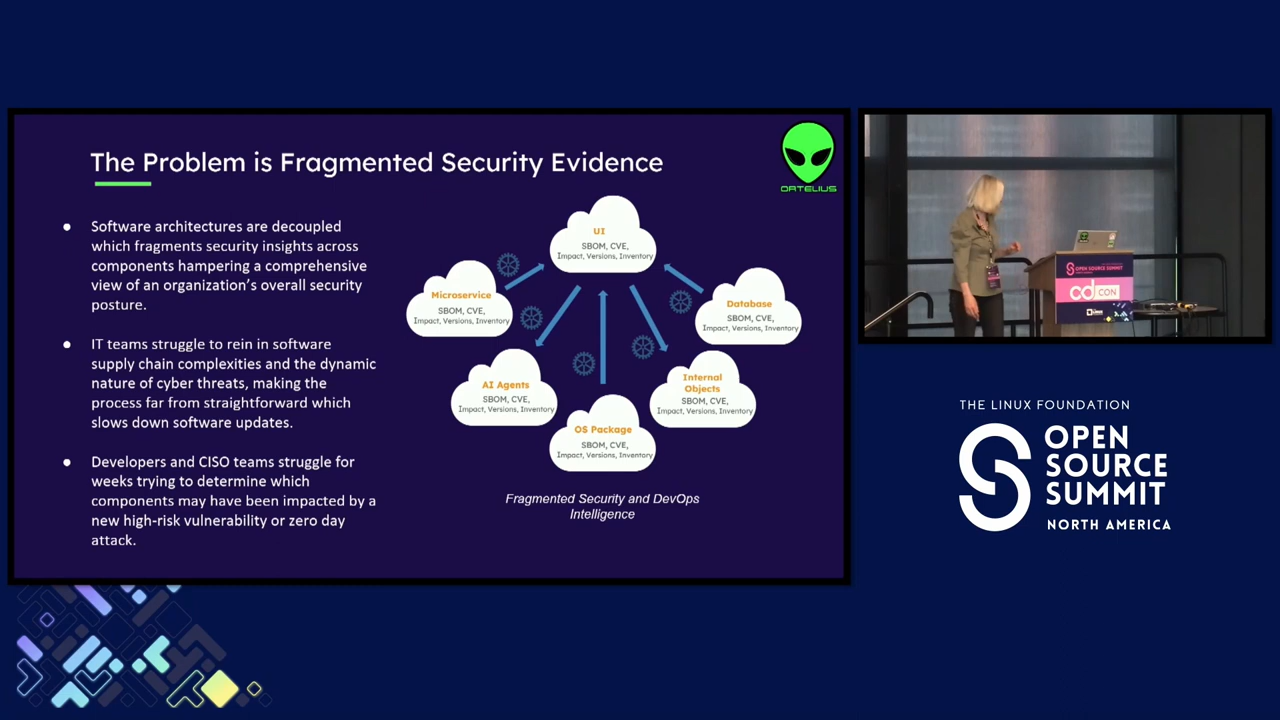 The Problem is Fragmented Security Evidence
ORTELIUS
● Software architectures are decoupled
which fragments security insights across
components hampering a comprehensive
view of an organization's overall security
posture.
● IT teams struggle to rein in software
supply chain complexities and the dynamic
nature of cyber threats, making the
process far from straightforward which
slows down software updates.
● Developers and CISO teams struggle for
weeks trying to determine which
components may have been impacted by a
new high-risk vulnerability or zero day
attack.
UI
SBOM, CVE,
Impact, Versions, Inventory
Microservice
SBOM, CVE,
Impact, Versions, Inventory
Database
SBOM, CVE,
Impact, Versions, Inventory
AI Agents
SBOM, CVE,
Impact, Versions, Inventory
Internal
Objects
SBOM, CVE,
Impact, Versions, Inventory
OS Package
SBOM, CVE,
Impact, Versions, Inventory
Fragmented Security and DevOps
Intelligence
OPEN SOURCE SUMMIT
cd CON
THE LINUX FOUNDATION
OPEN
SOURCE
SUMMIT
NORTH AMERICA